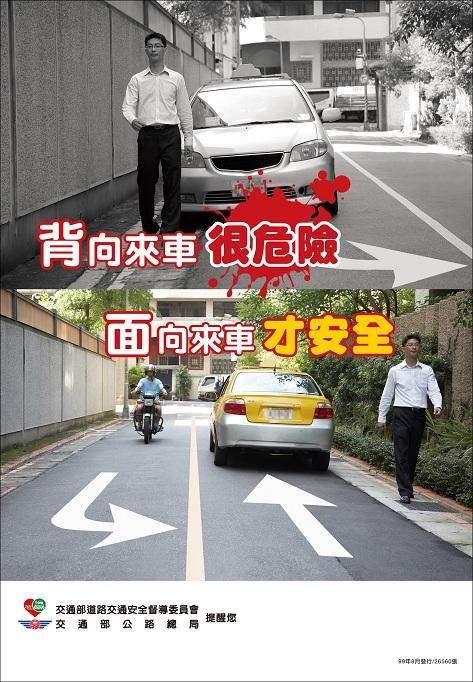 背向來車 很危險
面向來車 才安全
交通部道路交通安全督導委員會
交通部公路總局
提醒您
99年8月發行/26560張